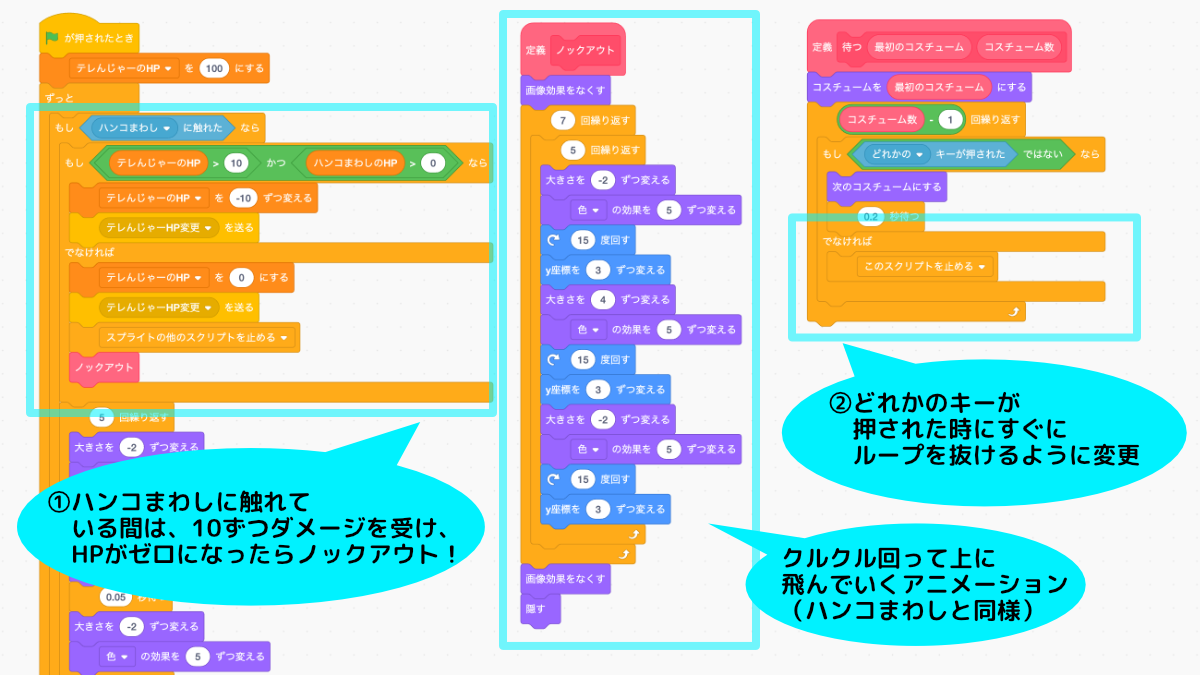 が押されたとき
テレんじゃーのHP を 100 にする
ずっと
もし ハンコまわし に触れた なら
もし テレんじゃーのHP > 10 かつ ハンコまわしのHP > 0 なら
テレんじゃーのHP を -10 ずつ変える
テレんじゃーHP変更 を送る
でなければ
テレんじゃーのHP を 0 にする
テレんじゃーHP変更 を送る
スプライトの他のスクリプトを止める
ノックアウト
5 回繰り返す
大きさを -2 ずつ変える
①ハンコまわしに触れて
いる間は、10ずつダメージを受け、
HPがゼロになったらノックアウト！
0.05
大きさを -2 ずつ変える
色 の効果を 5 ずつ変える
定義 ノックアウト
画像効果をなくす
7 回繰り返す
5 回繰り返す
大きさを -2 ずつ変える
色 の効果を 5 ずつ変える
15 度回す
y座標を 3 ずつ変える
大きさを 4 ずつ変える
色 の効果を 5 ずつ変える
15 度回す
y座標を 3 ずつ変える
大きさを -2 ずつ変える
色 の効果を 5 ずつ変える
15 度回す
y座標を 3 ずつ変える
画像効果をなくす
隠す
クルクル回って上に
飛んでいくアニメーション
（ハンコまわしと同様）
定義 待つ 最初のコスチューム コスチューム数
コスチュームを 最初のコスチューム にする
コスチューム数 - 1 回繰り返す
もし どれかの キーが押された ではない なら
次のコスチュームにする
0.2 秒待つ
でなければ
このスクリプトを止める
②どれかのキーが
押された時にすぐに
ループを抜けるように変更